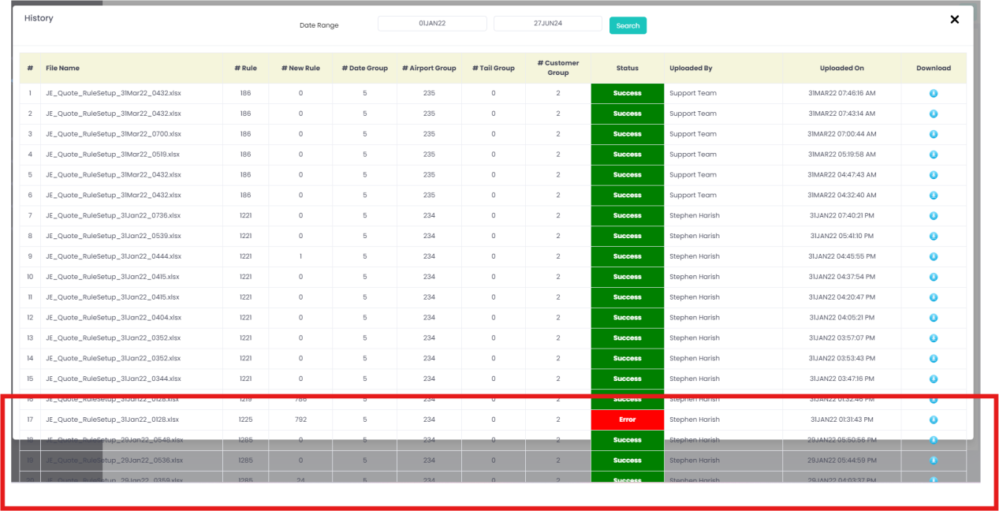 History
Date Range 01JAN22 27JUN24 Search
# File Name # Rule # New Rule # Date Group # Airport Group # Tail Group # Customer Group Status Uploaded By Uploaded On Download
1 JE_Quote_RuleSetup_31Mar22_0432.xlsx 186 0 5 235 0 2 Success Support Team 31MAR22 07:46:16 AM
2 JE_Quote_RuleSetup_31Mar22_0432.xlsx 186 0 5 235 0 2 Success Support Team 31MAR22 07:43:14 AM
3 JE_Quote_RuleSetup_31Mar22_0700.xlsx 186 0 5 235 0 2 Success Support Team 31MAR22 07:00:44 AM
4 JE_Quote_RuleSetup_31Mar22_0519.xlsx 186 0 5 235 0 2 Success Support Team 31MAR22 05:19:58 AM
5 JE_Quote_RuleSetup_31Mar22_0432.xlsx 186 0 5 235 0 2 Success Support Team 31MAR22 04:47:43 AM
6 JE_Quote_RuleSetup_31Mar22_0432.xlsx 186 0 5 235 0 2 Success Support Team 31MAR22 04:32:40 AM
7 JE_Quote_RuleSetup_31Jan22_0736.xlsx 1221 0 5 234 0 2 Success Stephen Harish 31JAN22 07:40:21 PM
8 JE_Quote_RuleSetup_31Jan22_0539.xlsx 1221 0 5 234 0 2 Success Stephen Harish 31JAN22 05:41:10 PM
9 JE_Quote_RuleSetup_31Jan22_0444.xlsx 1221 1 5 234 0 2 Success Stephen Harish 31JAN22 04:45:55 PM
10 JE_Quote_RuleSetup_31Jan22_0415.xlsx 1221 0 5 234 0 2 Success Stephen Harish 31JAN22 04:37:54 PM
11 JE_Quote_RuleSetup_31Jan22_0415.xlsx 1221 0 5 234 0 2 Success Stephen Harish 31JAN22 04:20:47 PM
12 JE_Quote_RuleSetup_31Jan22_0404.xlsx 1221 0 5 234 0 2 Success Stephen Harish 31JAN22 04:05:21 PM
13 JE_Quote_RuleSetup_31Jan22_0352.xlsx 1221 0 5 234 0 2 Success Stephen Harish 31JAN22 03:57:07 PM
14 JE_Quote_RuleSetup_31Jan22_0352.xlsx 1221 0 5 234 0 2 Success Stephen Harish 31JAN22 03:53:43 PM
15 JE_Quote_RuleSetup_31Jan22_0344.xlsx 1221 0 5 234 0 2 Success Stephen Harish 31JAN22 03:47:16 PM
16 JE_Quote_RuleSetup_31Jan22_0128.xlsx 1219 786 5 234 0 2 Success Stephen Harish 31JAN22 01:32:46 PM
17 JE_Quote_RuleSetup_31Jan22_0128.xlsx 1225 792 5 234 0 2 Error Stephen Harish 31JAN22 01:31:43 PM
18 JE_Quote_RuleSetup_29Jan22_0548.xlsx 1285 0 5 234 0 2 Success Stephen Harish 29JAN22 05:50:56 PM
19 JE_Quote_RuleSetup_29Jan22_0536.xlsx 1285 0 5 234 0 2 Success Stephen Harish 29JAN22 05:44:59 PM
20 JE_Quote_RuleSetup_29Jan22_0359.xlsx 1285 24 5 234 0 2 Success Stephen Harish 29JAN22 04:03:37 PM